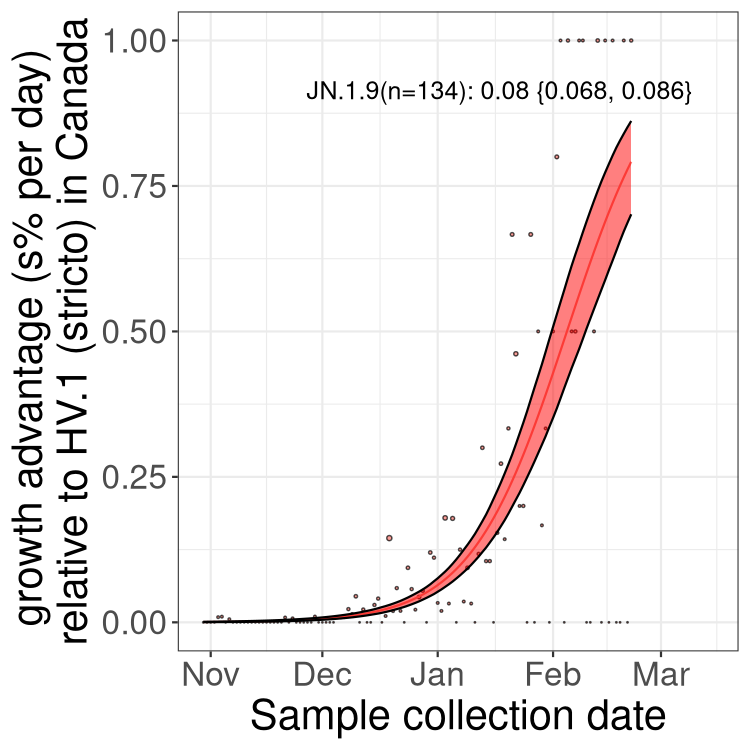 growth advantage (s% per day)
relative to HV.1 (stricto) in Canada
1.00
0.75
0.50
0.25
0.00
JN.1.9(n=134): 0.08 {0.068, 0.086}
Nov Dec Jan Feb Mar
Sample collection date